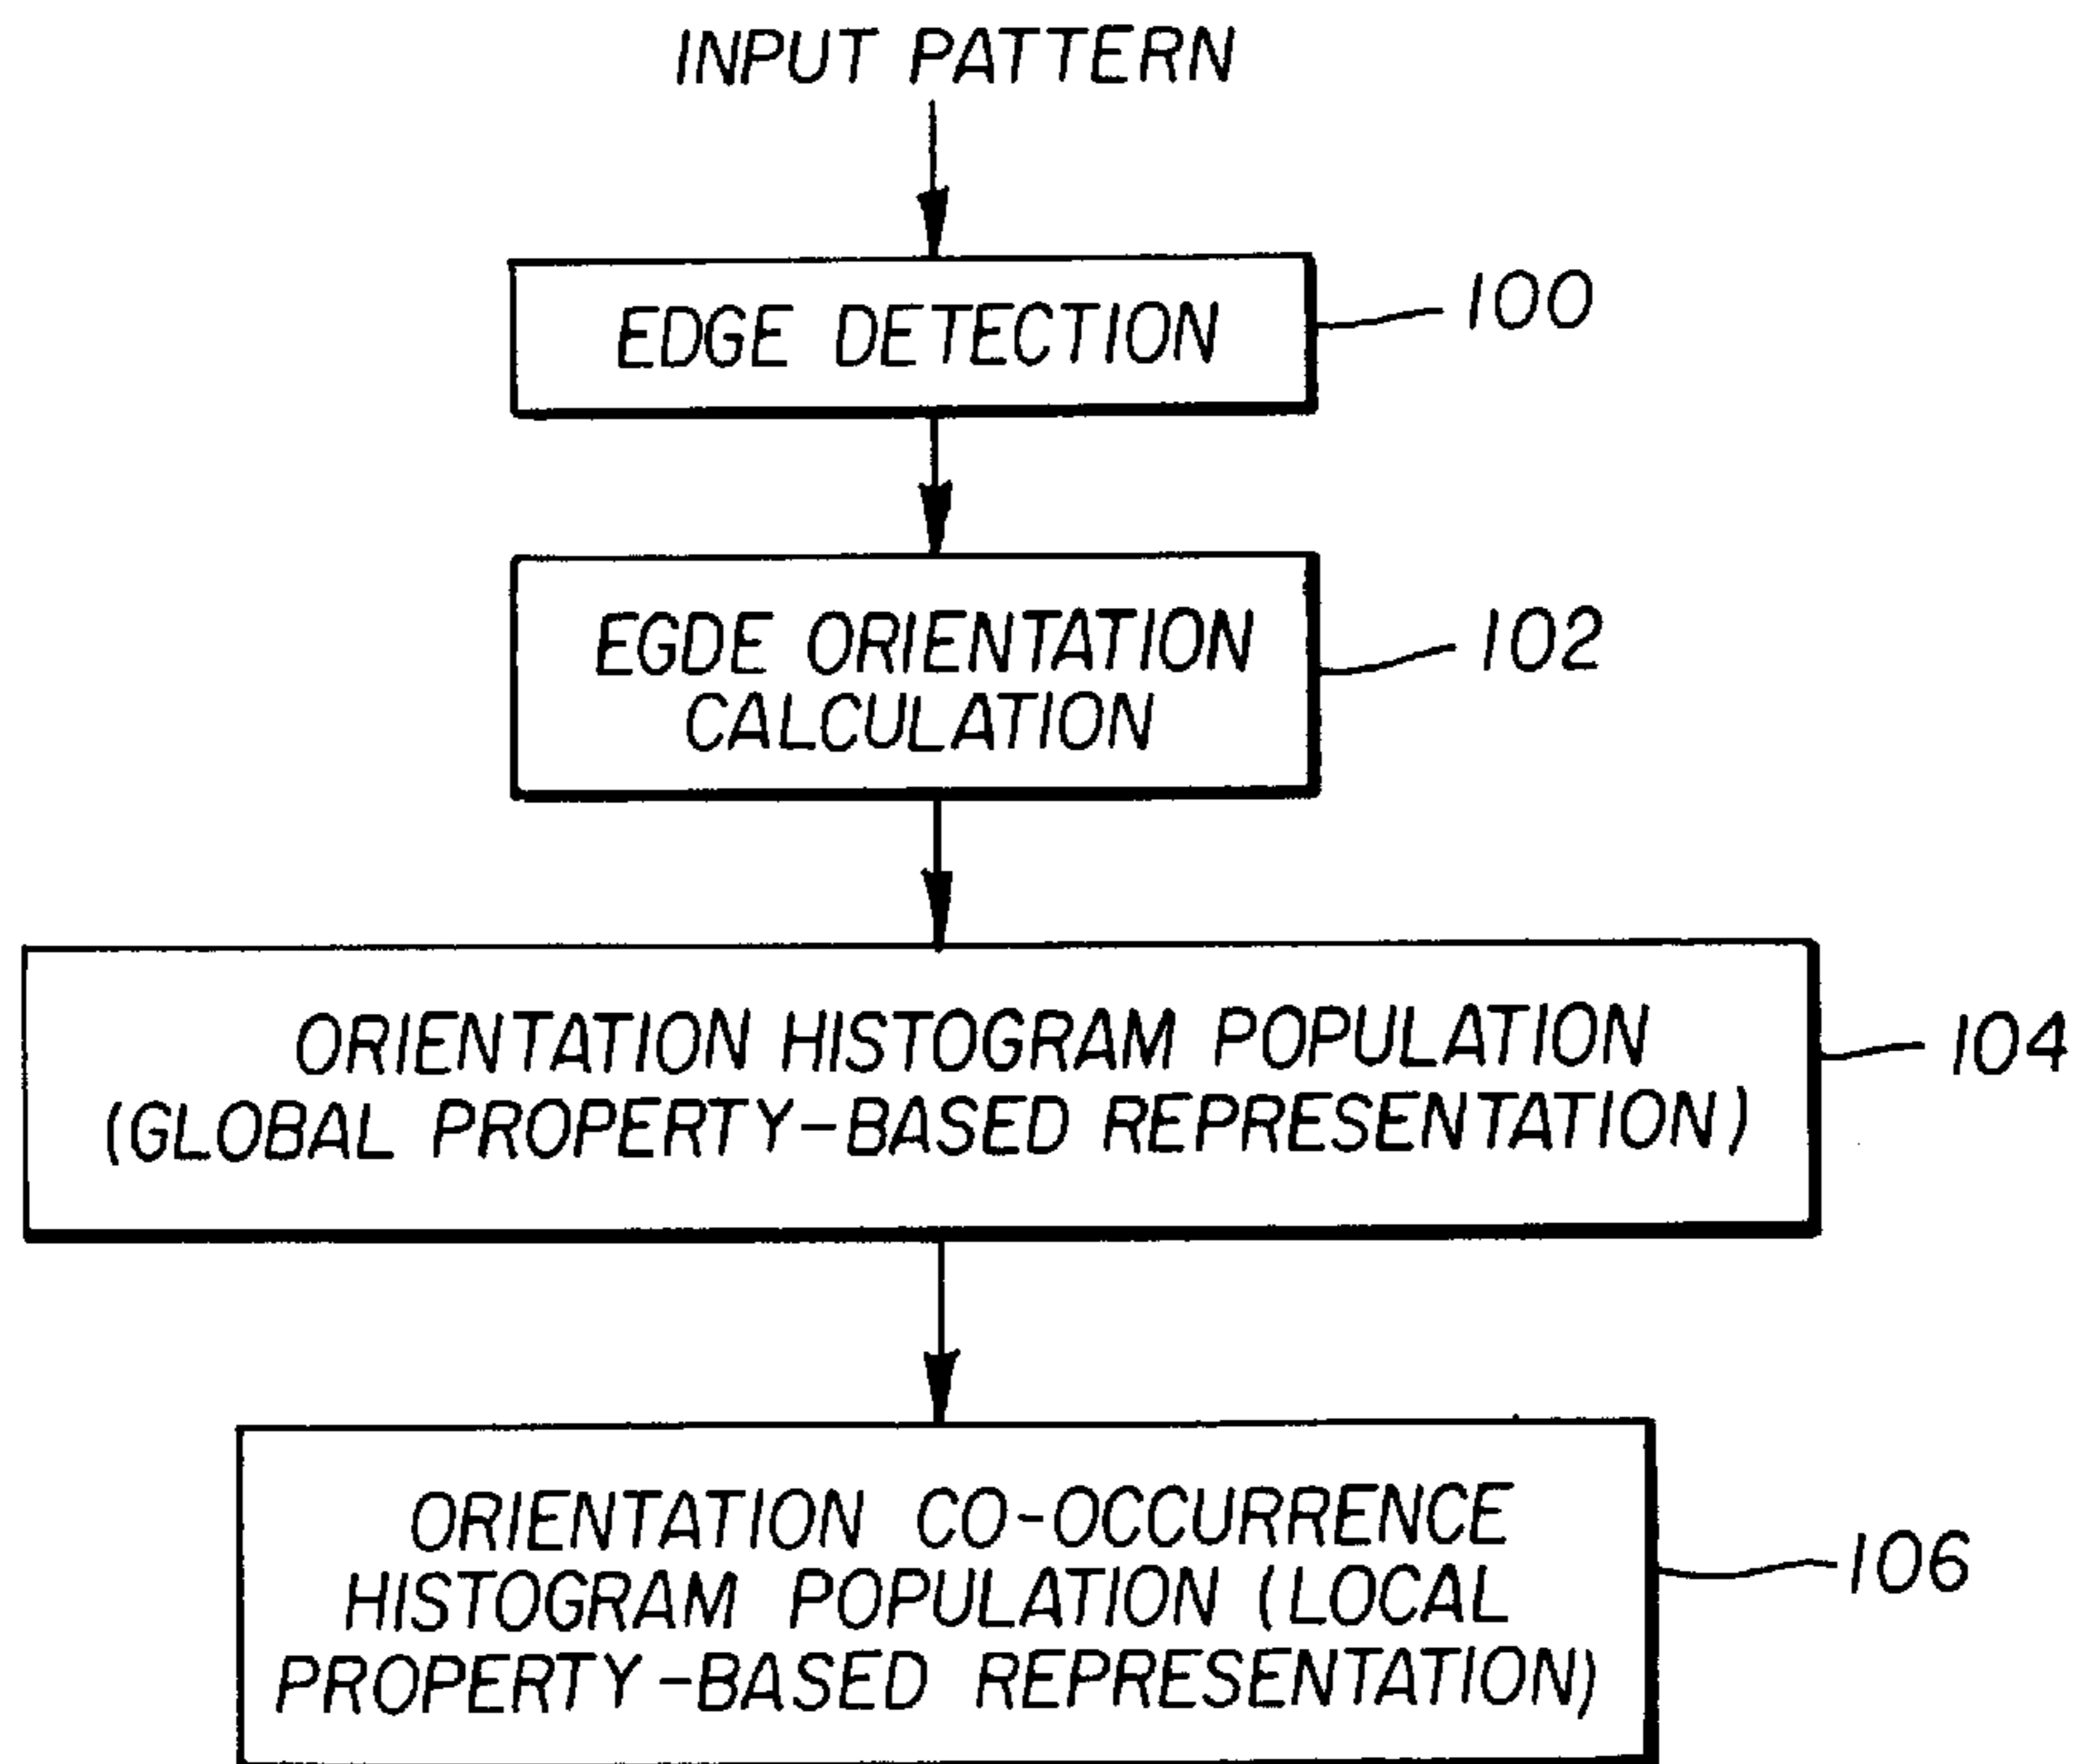 INPUT PATTERN
EDGE DETECTION
100
EGDE ORIENTATION
CALCULATION
102
ORIENTATION HISTOGRAM POPULATION
(GLOBAL PROPERTY-BASED REPRESENTATION)
104
ORIENTATION CO-OCCURRENCE
HISTOGRAM POPULATION (LOCAL
PROPERTY-BASED REPRESENTATION)
106